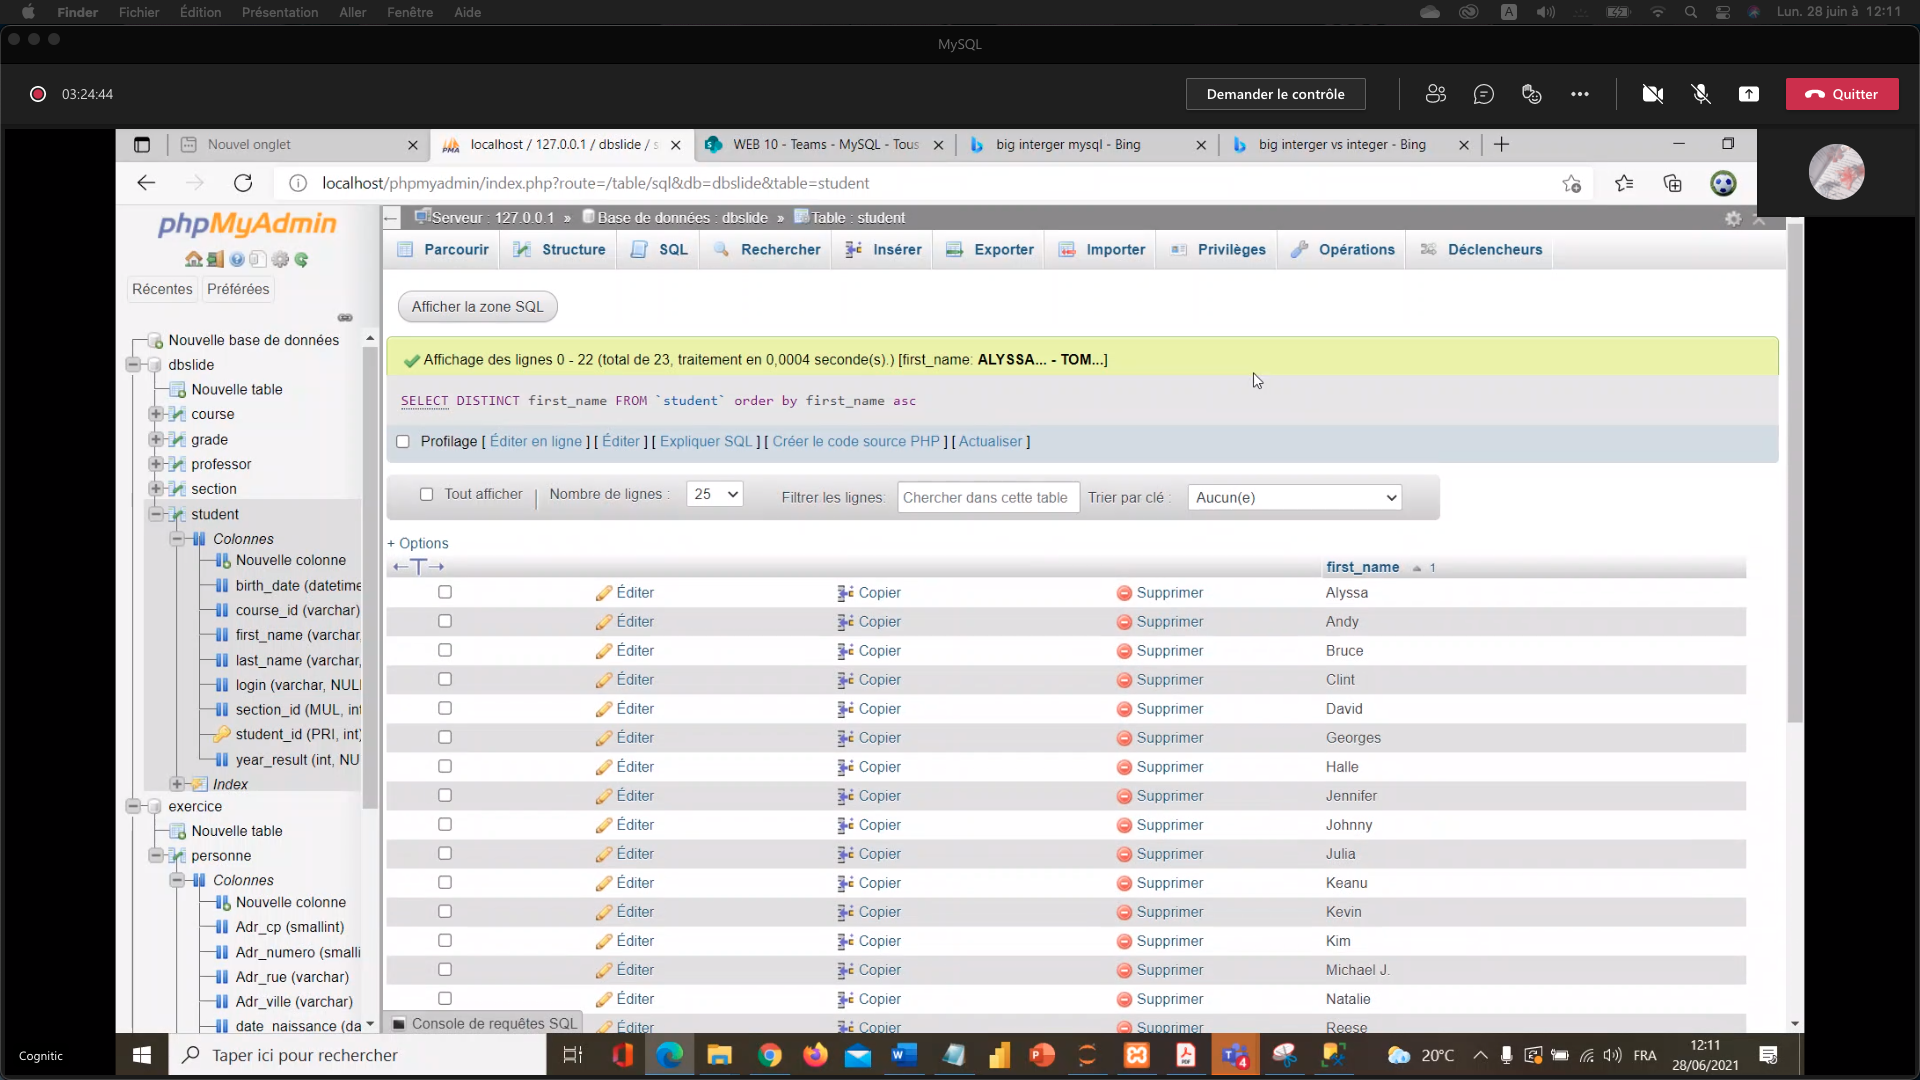 Finder Fichier Édition Présentation Aller Fenêtre Aide A Lun. 28 juin à 12:11
MySQL
03:24:44 Demander le contrôle Quitter
Nouvel onglet localhost / 127.0.0.1 / dbslide / s WEB 10 - Teams - MySQL - Tous big interger mysql - Bing big interger vs integer - Bing
localhost/phpmyadmin/index.php?route=/table/sql&db=dbslide&table=student
phpMyAdmin
Récentes Préférées
Nouvelle base de données
dbslide
Nouvelle table
course
grade
professor
section
student
Colonnes
Nouvelle colonne
birth_date (datetime
course_id (varchar)
first_name (varchar,
last_name (varchar,
login (varchar, NULL
section_id (MUL, int
student_id (PRI, int)
year_result (int, NU
Index
exercice
Nouvelle table
personne
Colonnes
Nouvelle colonne
Adr_cp (smallint)
Adr_numero (smalli
Adr_rue (varchar)
Adr_ville (varchar)
date_naissance (da
Serveur : 127.0.0.1 » Base de données : dbslide » Table : student
Parcourir Structure SQL Rechercher Insérer Exporter Importer Privilèges Opérations Déclencheurs
Afficher la zone SQL
Affichage des lignes 0 - 22 (total de 23, traitement en 0,0004 seconde(s).) [first_name: ALYSSA... - TOM...]
SELECT DISTINCT first_name FROM `student` order by first_name asc
Profilage [ Éditer en ligne ] [ Éditer ] [ Expliquer SQL ] [ Créer le code source PHP ] [ Actualiser ]
Tout afficher Nombre de lignes : 25 Filtrer les lignes: Chercher dans cette table Trier par clé : Aucun(e)
+ Options
←T→ first_name 1
Éditer Copier Supprimer Alyssa
Éditer Copier Supprimer Andy
Éditer Copier Supprimer Bruce
Éditer Copier Supprimer Clint
Éditer Copier Supprimer David
Éditer Copier Supprimer Georges
Éditer Copier Supprimer Halle
Éditer Copier Supprimer Jennifer
Éditer Copier Supprimer Johnny
Éditer Copier Supprimer Julia
Éditer Copier Supprimer Keanu
Éditer Copier Supprimer Kevin
Éditer Copier Supprimer Kim
Éditer Copier Supprimer Michael J.
Éditer Copier Supprimer Natalie
Éditer Copier Supprimer Reese
Console de requêtes SQL
Cognitic
Taper ici pour rechercher 4 20°C FRA 12:11
28/06/2021